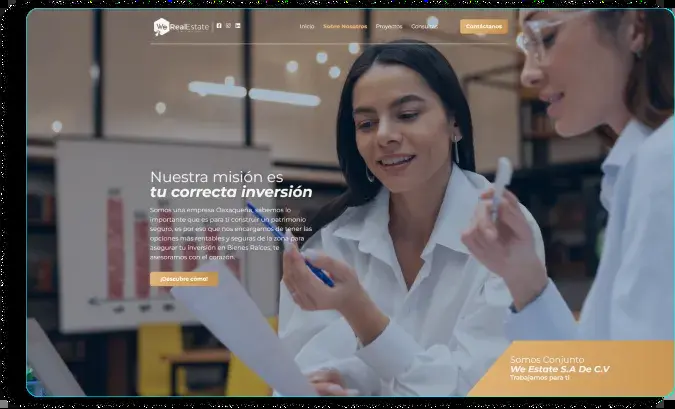 We RealEstate
Inicio Sobre Nosotros Proyectos Consultas Contáctanos
Nuestra misión es
tu correcta inversión
Somos una empresa Oaxaqueña, sabemos lo
importante que es para ti construir un patrimonio
seguro, es por eso que nos encargamos de tener las
opciones más rentables y seguras de la zona para
asegurar tu inversión en Bienes Raíces, te
asesoramos con el corazón.
¡Descubre cómo!
Somos Conjunto
We Estate S.A De C.V
Trabajamos para ti